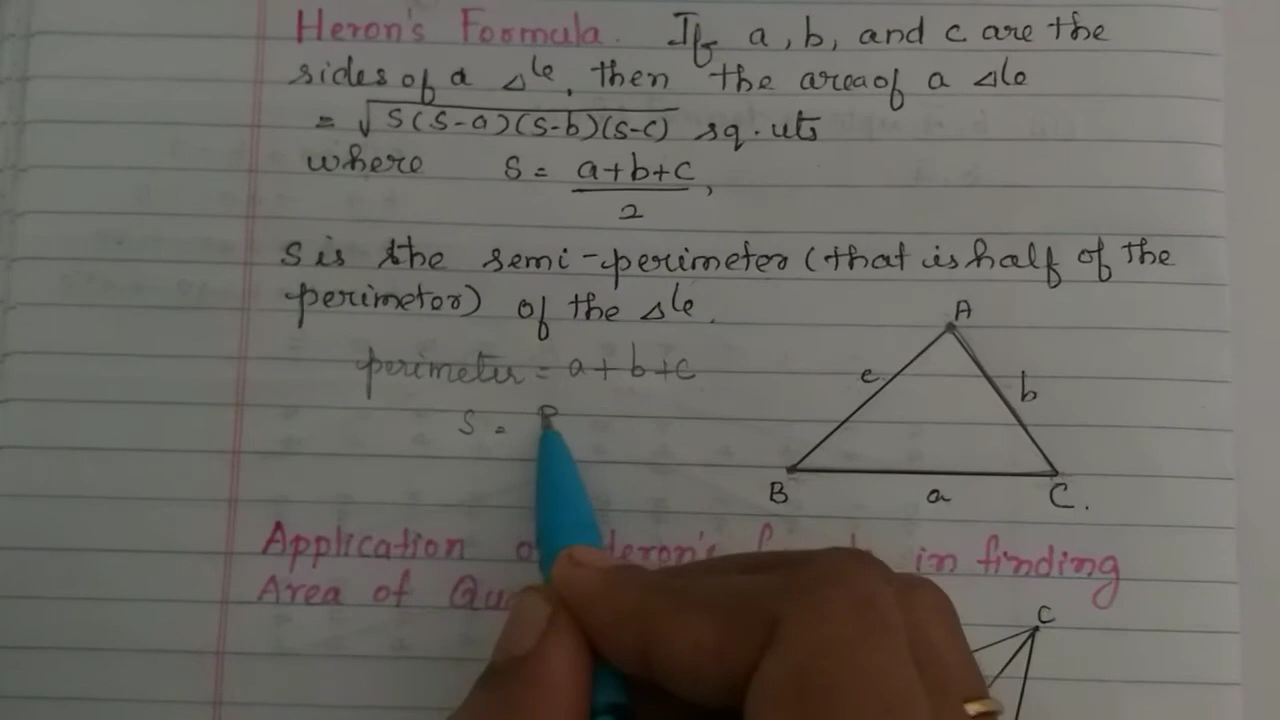 Heron's Formula. If a, b, and c are the
sides of a △le, then the area of a △le
= √s(s-a)(s-b)(s-c) sq. uts
where s = a+b+c
2
,
S is the semi-perimeter (that is half of the
perimeter) of the △le.
perimeter = a + b + c
S = P
A
c
b
B
a
C.
Application in finding
Area of
C